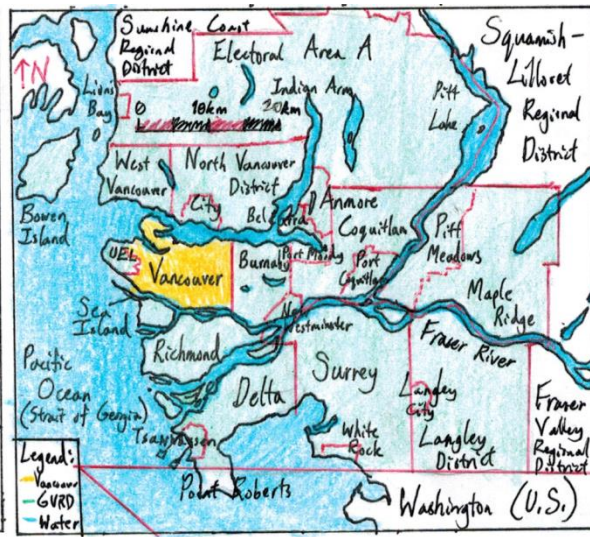 Sunshine Coast
Regional
District
Electoral Area A
Squamish-
Lilloret
Regional
District
↑N
Lions
Bay
0 10km 20km
Indian Arm
Pitt
Lake
West
Vancouver
North Vancouver
District
City
Belcarra
Anmore
Coquitlam
Bowen
Island
UEL
Vancouver
Burnaby
Port Moody
Port
Coquitlam
Pitt
Meadows
Maple
Ridge
Sea
Island
New
Westminster
Fraser River
Richmond
Pacific
Ocean
(Strait of Georgia)
Delta
Surrey
Langley
City
Langley
District
Fraser
Valley
Regional
District
Tsawwassen
White
Rock
Point Roberts
Washington (U.S.)
Legend:
Vancouver
GVRD
Water